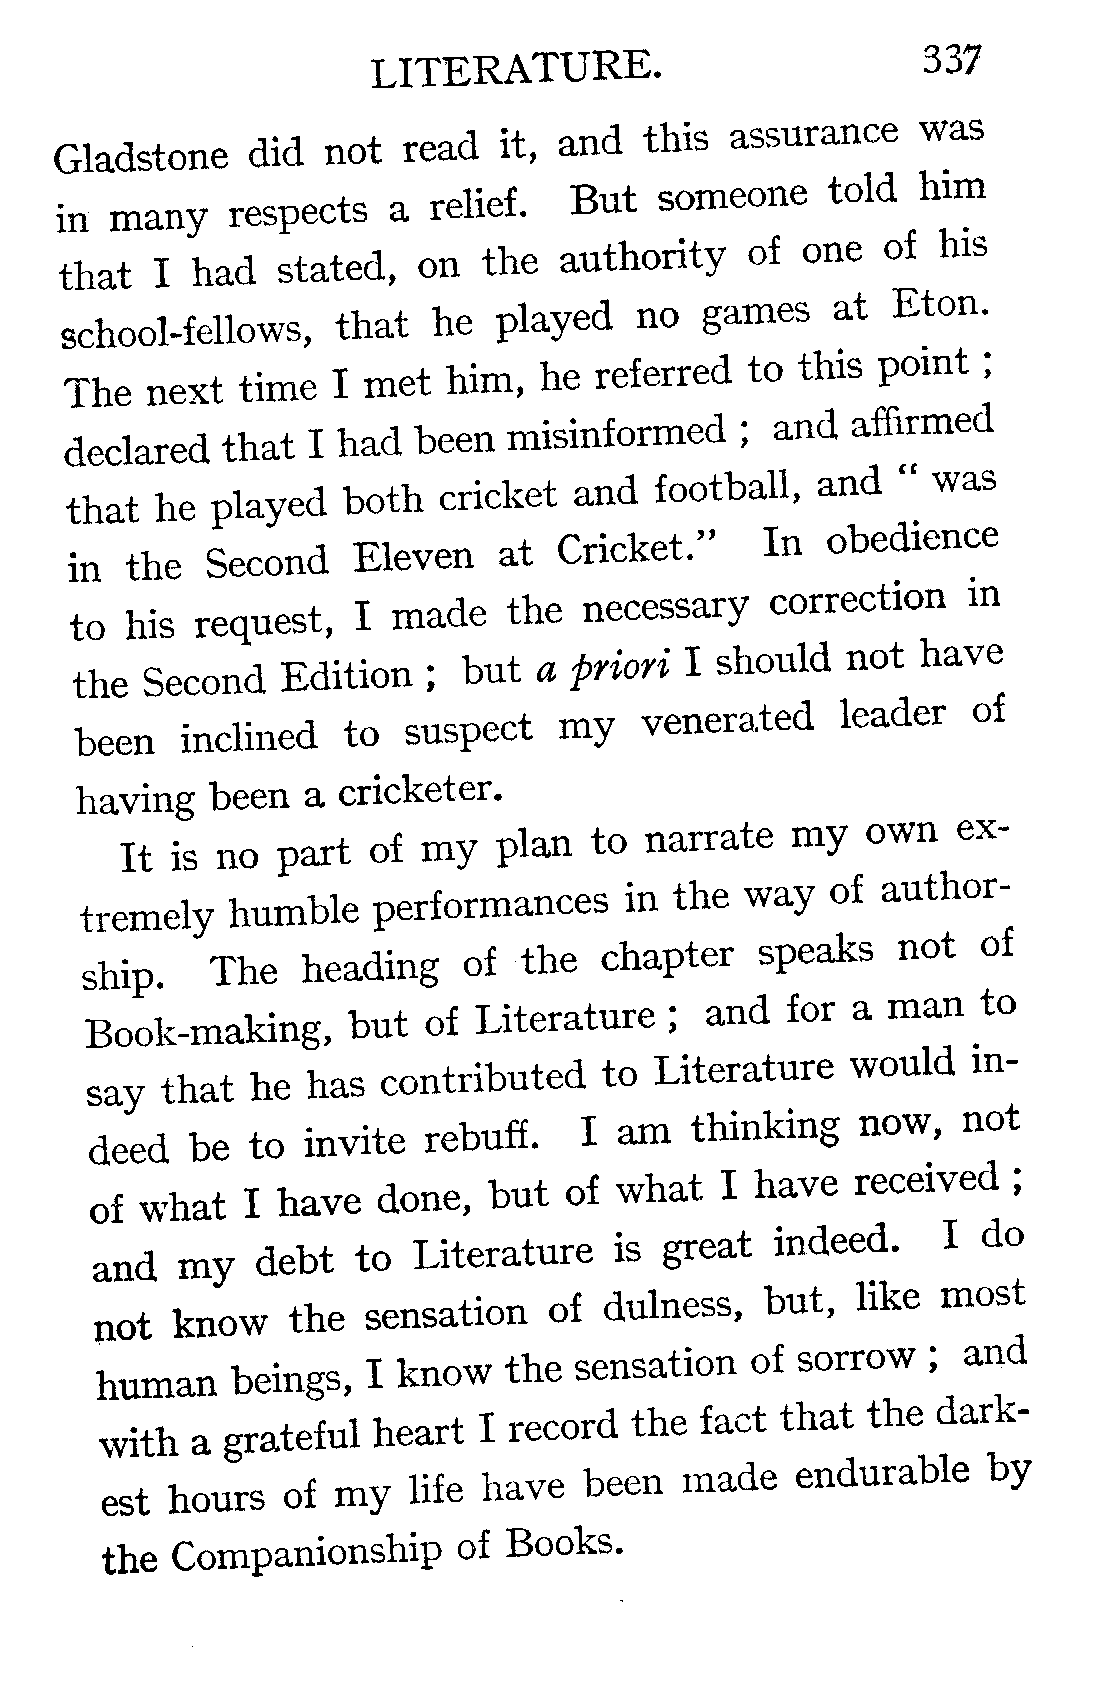 LITERATURE. 337
Gladstone did not read it, and this assurance was
in many respects a relief. But someone told him
that I had stated, on the authority of one of his
school-fellows, that he played no games at Eton.
The next time I met him, he referred to this point ;
declared that I had been misinformed ; and affirmed
that he played both cricket and football, and “ was
in the Second Eleven at Cricket.” In obedience
to his request, I made the necessary correction in
the Second Edition ; but a priori I should not have
been inclined to suspect my venerated leader of
having been a cricketer.
It is no part of my plan to narrate my own ex-
tremely humble performances in the way of author-
ship. The heading of the chapter speaks not of
Book-making, but of Literature ; and for a man to
say that he has contributed to Literature would in-
deed be to invite rebuff. I am thinking now, not
of what I have done, but of what I have received ;
and my debt to Literature is great indeed. I do
not know the sensation of dulness, but, like most
human beings, I know the sensation of sorrow ; and
with a grateful heart I record the fact that the dark-
est hours of my life have been made endurable by
the Companionship of Books.